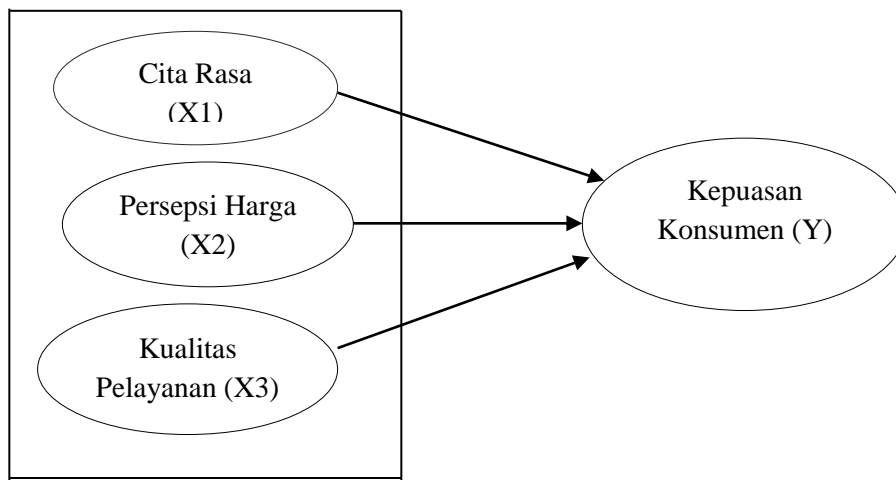 Cita Rasa
(X1)
Persepsi Harga
(X2)
Kualitas
Pelayanan (X3)
Kepuasan
Konsumen (Y)